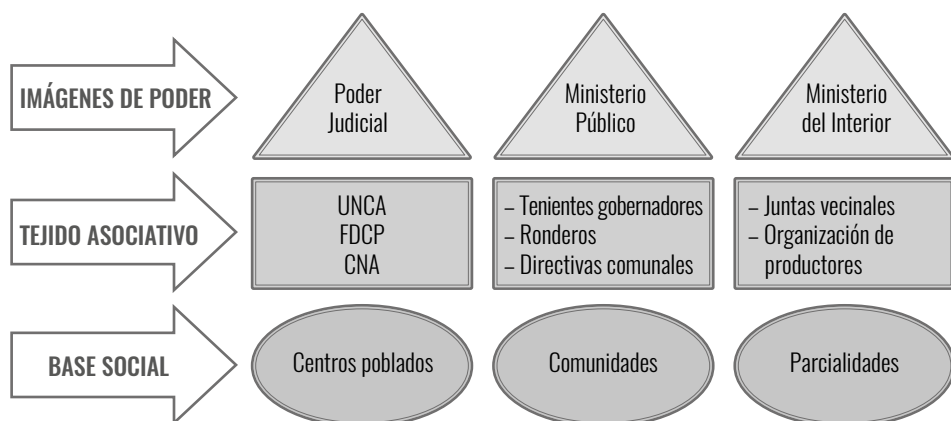 IMÁGENES DE PODER
Poder
Judicial
Ministerio
Público
Ministerio
del Interior
TEJIDO ASOCIATIVO
UNCA
FDCP
CNA
– Tenientes gobernadores
– Ronderos
– Directivas comunales
– Juntas vecinales
– Organización de
productores
BASE SOCIAL
Centros poblados
Comunidades
Parcialidades